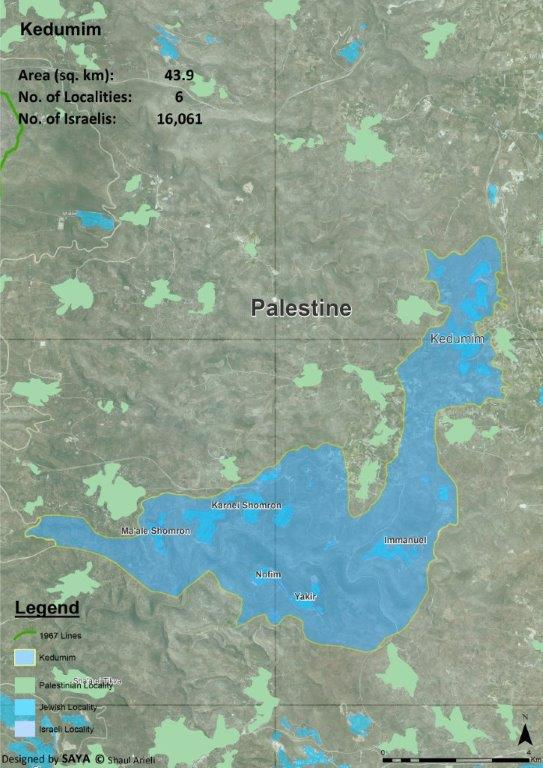 Kedumim
Area (sq. km): 43.9
No. of Localities: 6
No. of Israelis: 16,061
Palestine
Kedumim
Karnei Shomron
Ma'ale Shomron
Immanuel
Nofim
Yakir
Legend
1967 Lines
Kedumim
Palestinian Locality
Jewish Locality
Israeli Locality
Designed by SAYA © Shaul Arieli
N
0 4
Km